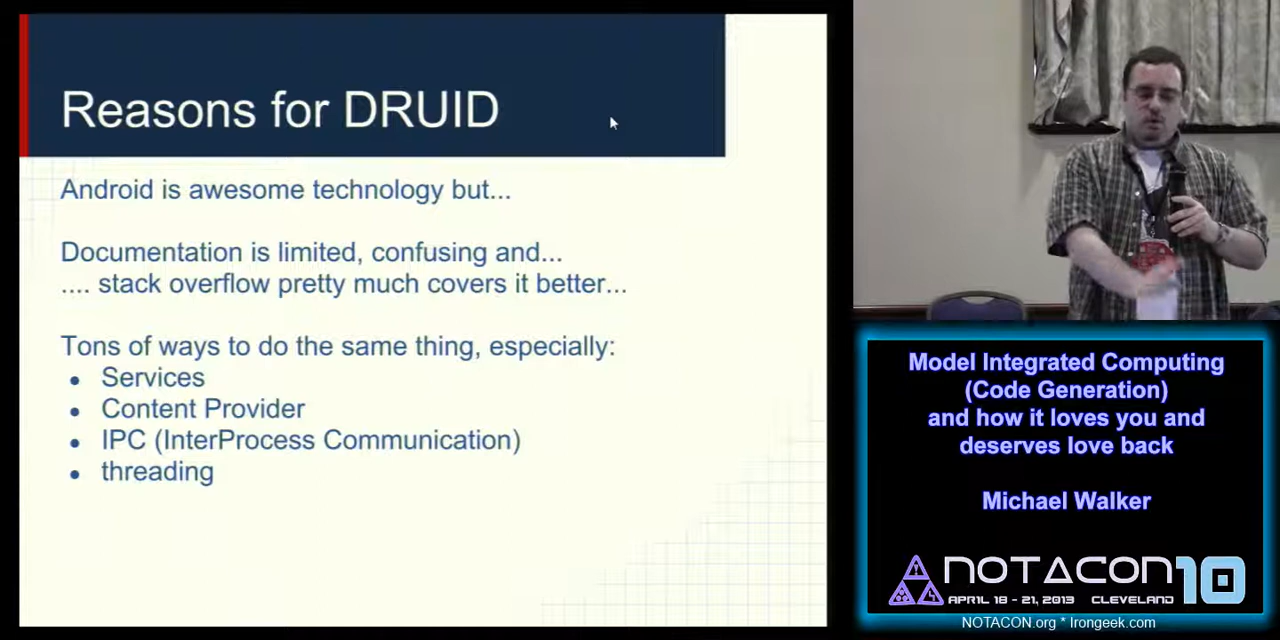 Reasons for DRUID
Android is awesome technology but...
Documentation is limited, confusing and...
.... stack overflow pretty much covers it better...
Tons of ways to do the same thing, especially:
• Services
• Content Provider
• IPC (InterProcess Communication)
• threading
Model Integrated Computing
(Code Generation)
and how it loves you and
deserves love back
Michael Walker
NOTACON 10
APRIL 18 - 21, 2013 CLEVELAND
NOTACON.org * Irongeek.com